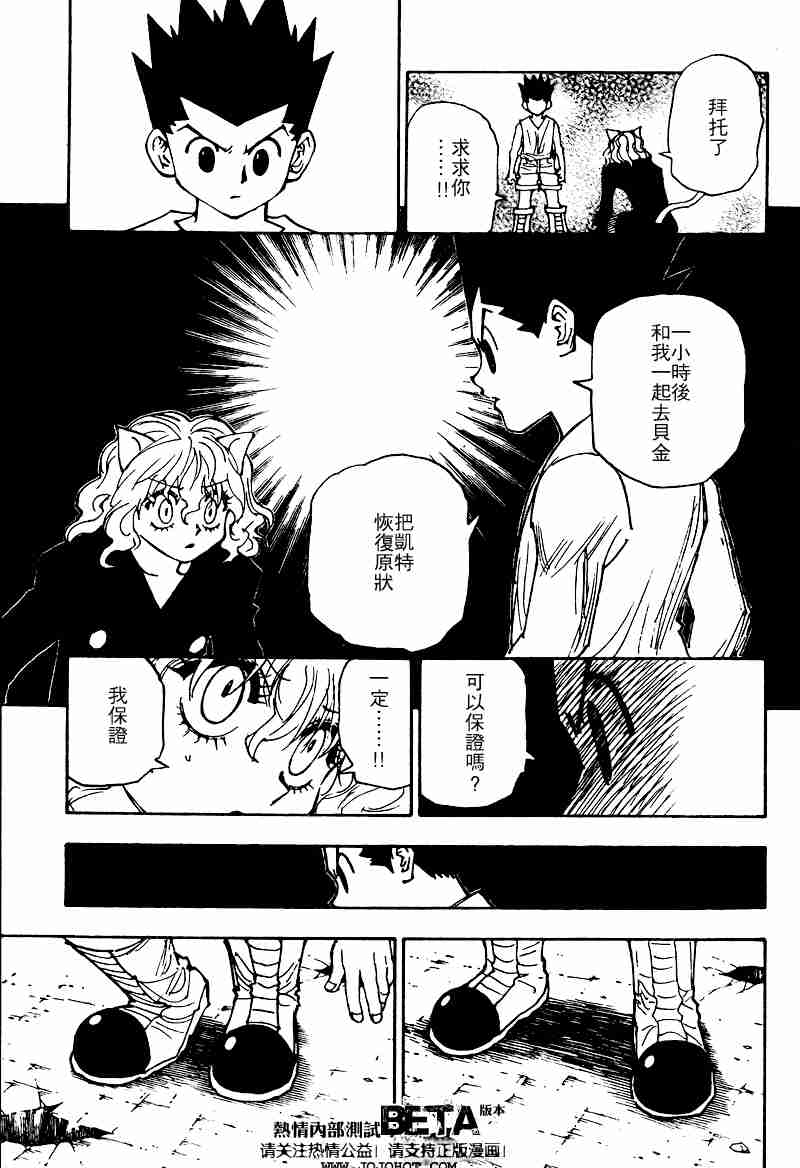 拜托了
求求你
……!!
一小時後
和我一起去貝金
把凱特
恢復原狀
可以保證嗎？
一定……!!
我保證
熱情內部測試BETA版本
请关注热情公益！请支持正版漫画！
WWW.JOJOHOT.COM